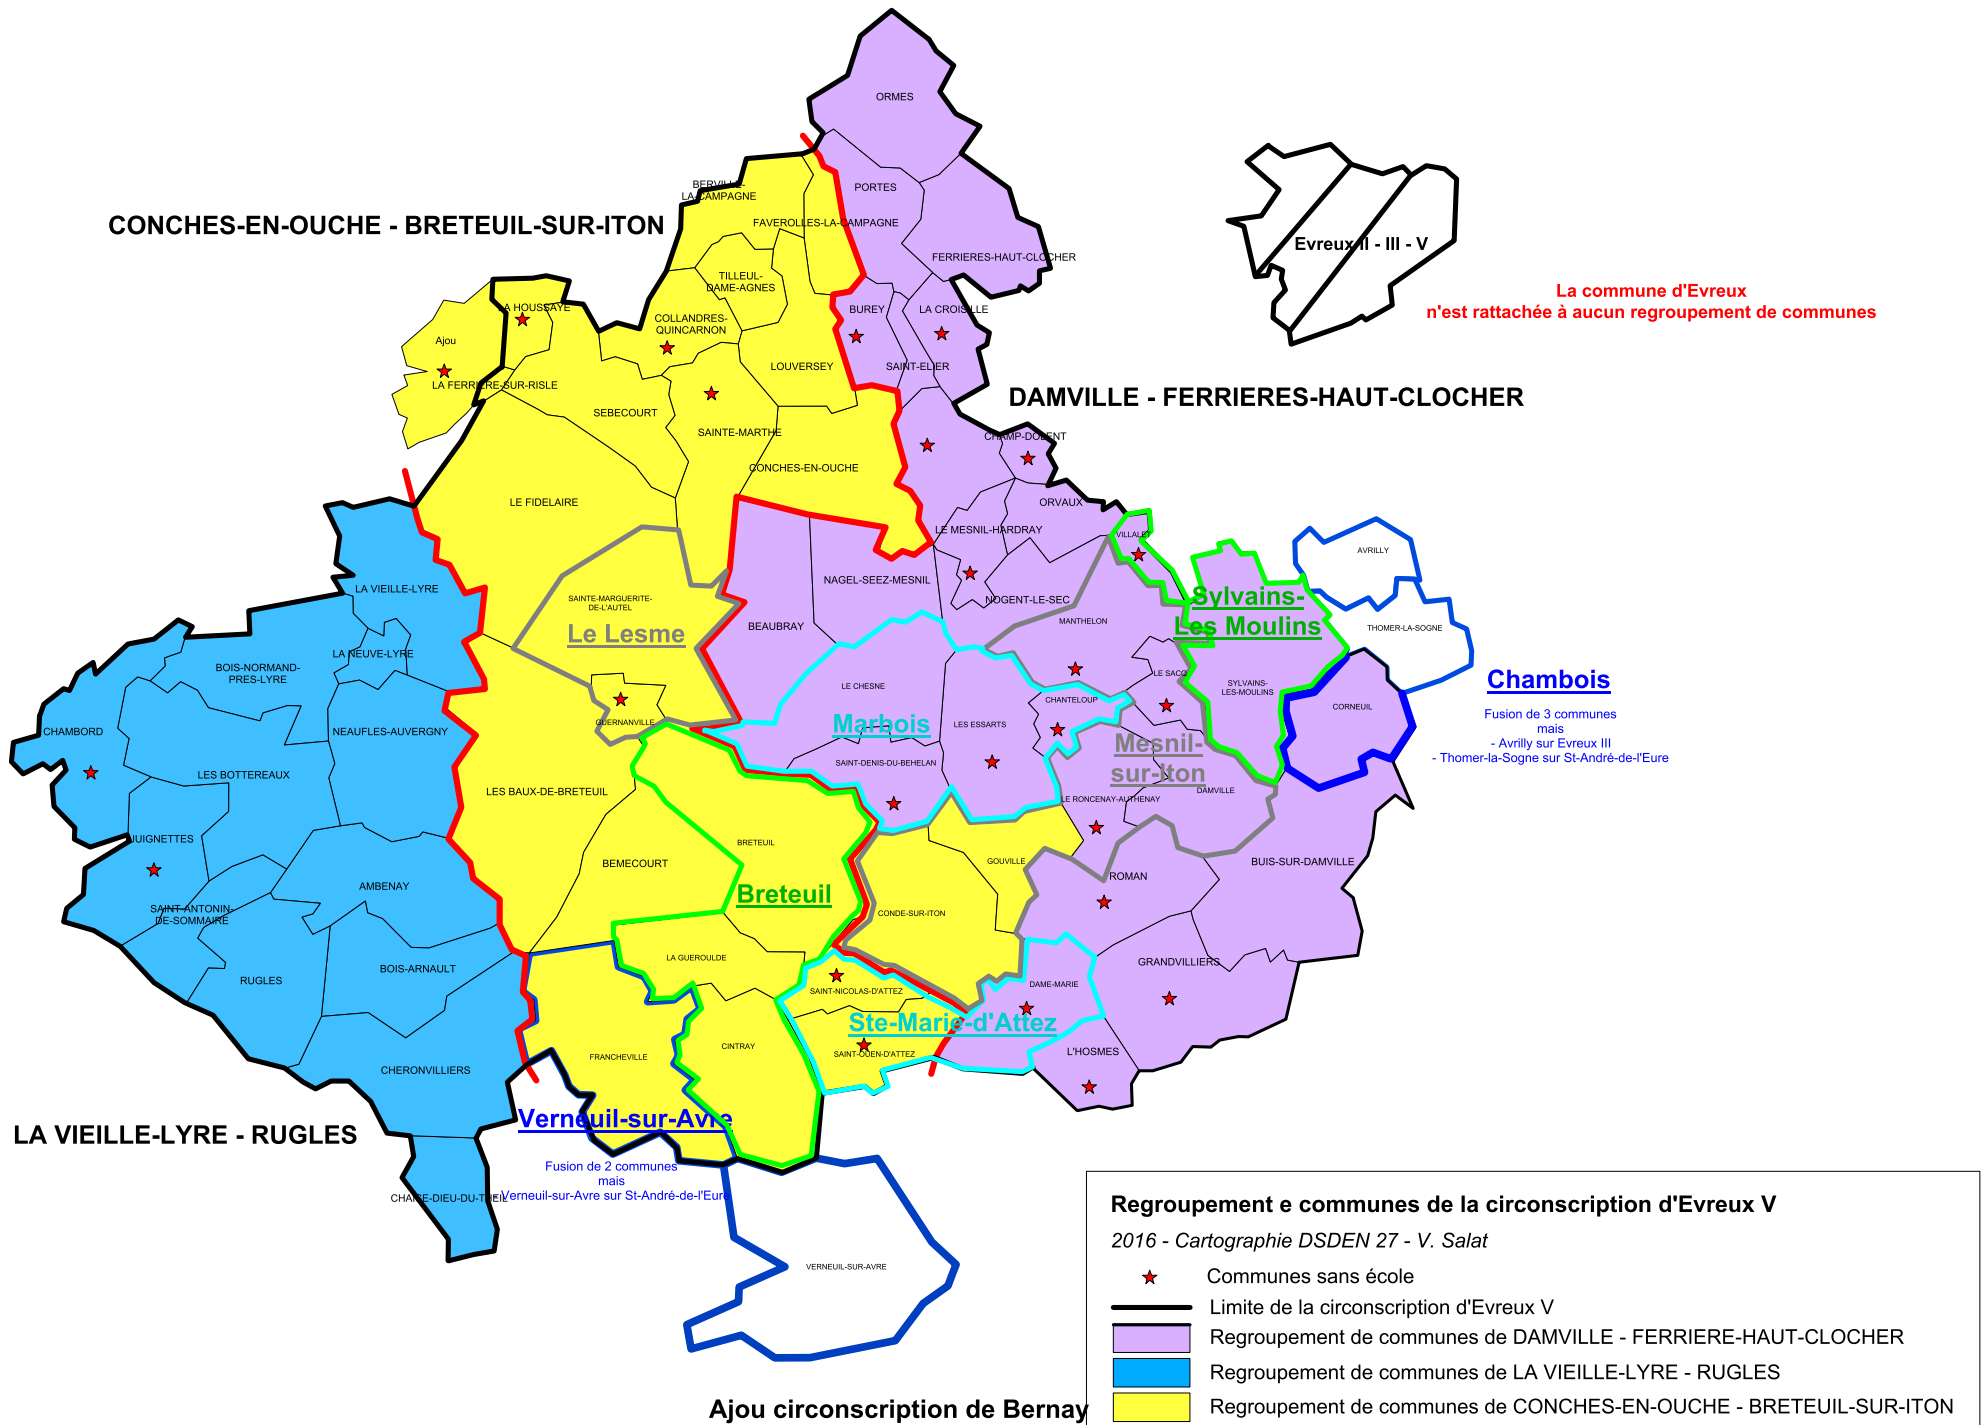 ORMES
BERVILLE-
LA-CAMPAGNE
PORTES
CONCHES-EN-OUCHE - BRETEUIL-SUR-ITON
FAVEROLLES-LA-CAMPAGNE
Evreux II - III - V
FERRIERES-HAUT-CLOCHER
TILLEUL-
DAME-AGNES
La commune d'Evreux
n'est rattachée à aucun regroupement de communes
LA HOUSSAYE
BUREY
LA CROISILLE
COLLANDRES-
QUINCARNON
Ajou
LOUVERSEY
SAINT-ELIER
LA FERRIERE-SUR-RISLE
DAMVILLE - FERRIERES-HAUT-CLOCHER
SEBECOURT
SAINTE-MARTHE
CHAMP-DOLENT
CONCHES-EN-OUCHE
LE FIDELAIRE
ORVAUX
LE MESNIL-HARDRAY
VILLALET
AVRILLY
NAGEL-SEEZ-MESNIL
LA VIEILLE-LYRE
SAINTE-MARGUERITE-
DE-L'AUTEL
NOGENT-LE-SEC
Sylvains-
Les Moulins
Le Lesme
BEAUBRAY
MANTHELON
THOMER-LA-SOGNE
LA NEUVE-LYRE
BOIS-NORMAND-
PRES-LYRE
LE SACQ
Chambois
LE CHESNE
SYLVAINS-
LES-MOULINS
CHANTELOUP
CORNEUIL
Fusion de 3 communes
mais
- Avrilly sur Evreux III
- Thomer-la-Sogne sur St-André-de-l'Eure
GUERNANVILLE
Marbois
LES ESSARTS
CHAMBORD
NEAUFLES-AUVERGNY
Mesnil-
sur-Iton
SAINT-DENIS-DU-BEHELAN
LES BOTTEREAUX
LES BAUX-DE-BRETEUIL
DAMVILLE
LE RONCENAY-AUTHENAY
JUIGNETTES
BRETEUIL
BEMECOURT
GOUVILLE
BUIS-SUR-DAMVILLE
ROMAN
AMBENAY
Breteuil
SAINT-ANTONIN-
DE-SOMMAIRE
CONDE-SUR-ITON
LA GUEROULDE
GRANDVILLIERS
BOIS-ARNAULT
RUGLES
DAME-MARIE
SAINT-NICOLAS-D'ATTEZ
Ste-Marie-d'Attez
CINTRAY
SAINT-OUEN-D'ATTEZ
L'HOSMES
FRANCHEVILLE
CHERONVILLIERS
Verneuil-sur-Avre
LA VIEILLE-LYRE - RUGLES
Fusion de 2 communes
mais
- Verneuil-sur-Avre sur St-André-de-l'Eure
CHAISE-DIEU-DU-THEIL
VERNEUIL-SUR-AVRE
Regroupement e communes de la circonscription d'Evreux V
2016 - Cartographie DSDEN 27 - V. Salat
Communes sans école
Limite de la circonscription d'Evreux V
Regroupement de communes de DAMVILLE - FERRIERE-HAUT-CLOCHER
Regroupement de communes de LA VIEILLE-LYRE - RUGLES
Regroupement de communes de CONCHES-EN-OUCHE - BRETEUIL-SUR-ITON
Ajou circonscription de Bernay